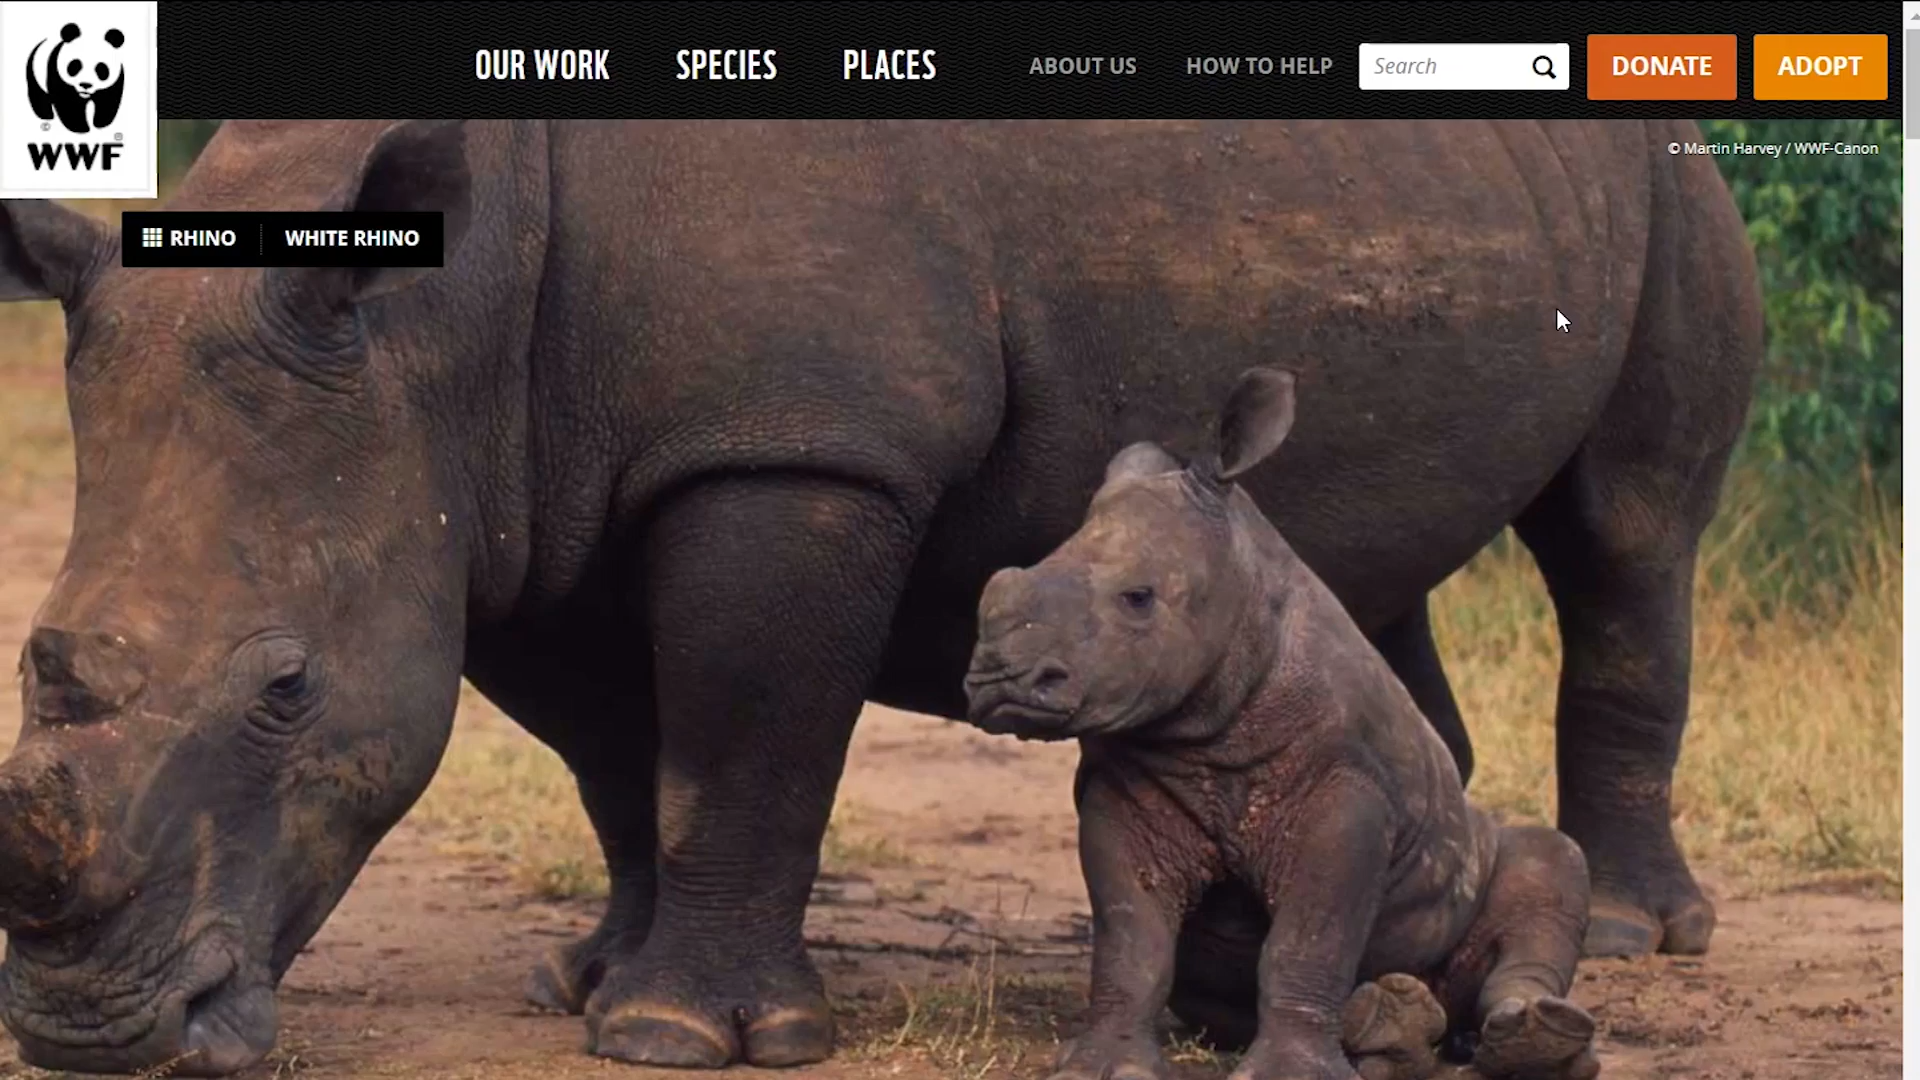 OUR WORK SPECIES PLACES ABOUT US HOW TO HELP Search DONATE ADOPT
© ® WWF
© Martin Harvey / WWF-Canon
RHINO WHITE RHINO